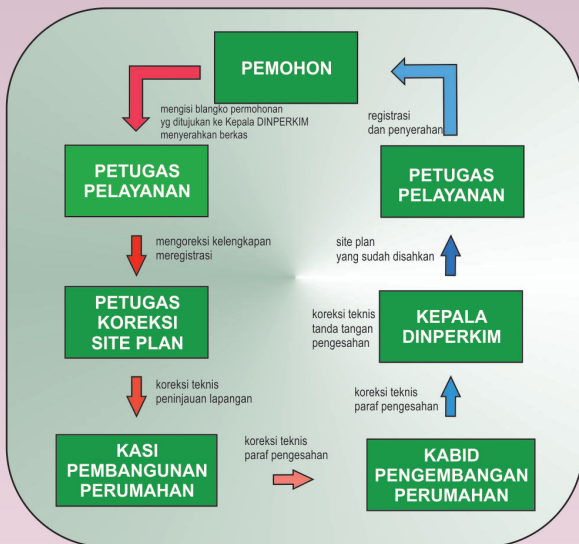 PEMOHON
mengisi blangko permohonan
yg ditujukan ke Kepala DINPERKIM
menyerahkan berkas
PETUGAS
PELAYANAN
mengoreksi kelengkapan
meregistrasi
PETUGAS
KOREKSI
SITE PLAN
koreksi teknis
peninjauan lapangan
KASI
PEMBANGUNAN
PERUMAHAN
koreksi teknis
paraf pengesahan
KABID
PENGEMBANGAN
PERUMAHAN
koreksi teknis
paraf pengesahan
KEPALA
DINPERKIM
koreksi teknis
tanda tangan
pengesahan
site plan
yang sudah disahkan
PETUGAS
PELAYANAN
registrasi
dan penyerahan